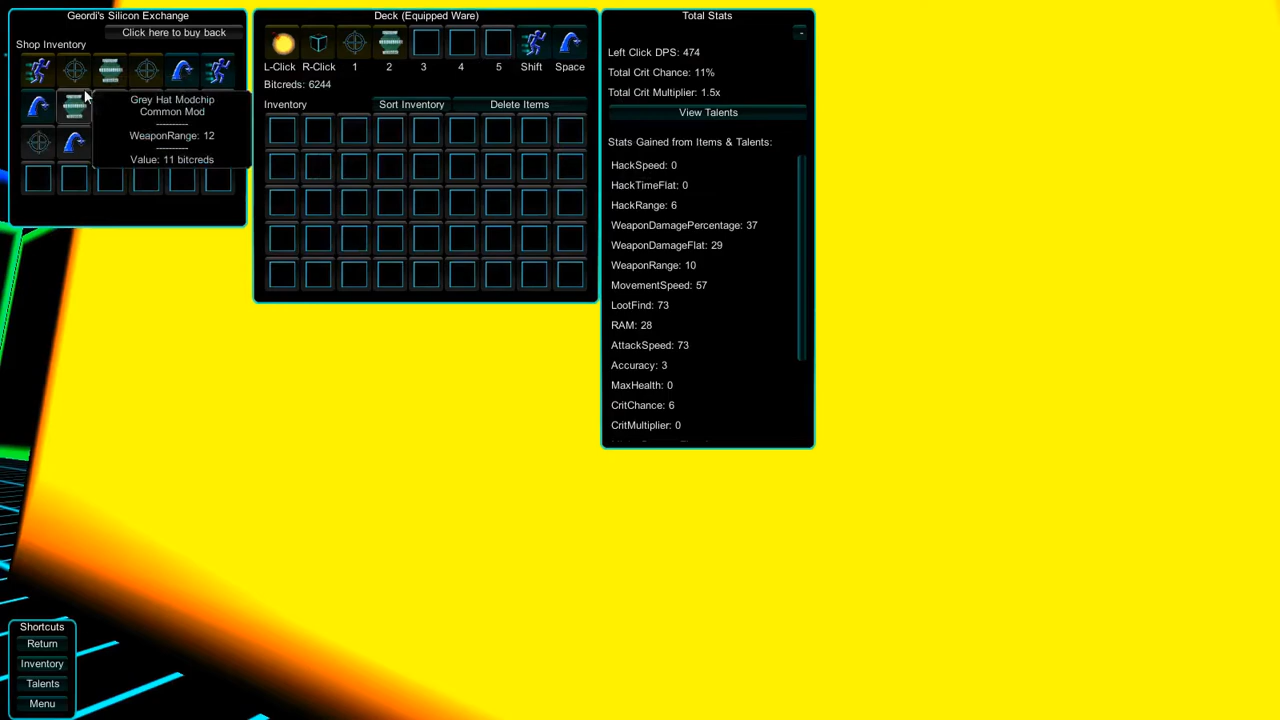 Geordi's Silicon Exchange
Click here to buy back
Shop Inventory
Grey Hat Modchip
Common Mod
----------
WeaponRange: 12
----------
Value: 11 bitcreds
Deck (Equipped Ware)
L-Click R-Click 1 2 3 4 5 Shift Space
Bitcreds: 6244
Inventory Sort Inventory Delete Items
Total Stats
-
Left Click DPS: 474
Total Crit Chance: 11%
Total Crit Multiplier: 1.5x
View Talents
Stats Gained from Items & Talents:
HackSpeed: 0
HackTimeFlat: 0
HackRange: 6
WeaponDamagePercentage: 37
WeaponDamageFlat: 29
WeaponRange: 10
MovementSpeed: 57
LootFind: 73
RAM: 28
AttackSpeed: 73
Accuracy: 3
MaxHealth: 0
CritChance: 6
CritMultiplier: 0
Shortcuts
Return
Inventory
Talents
Menu